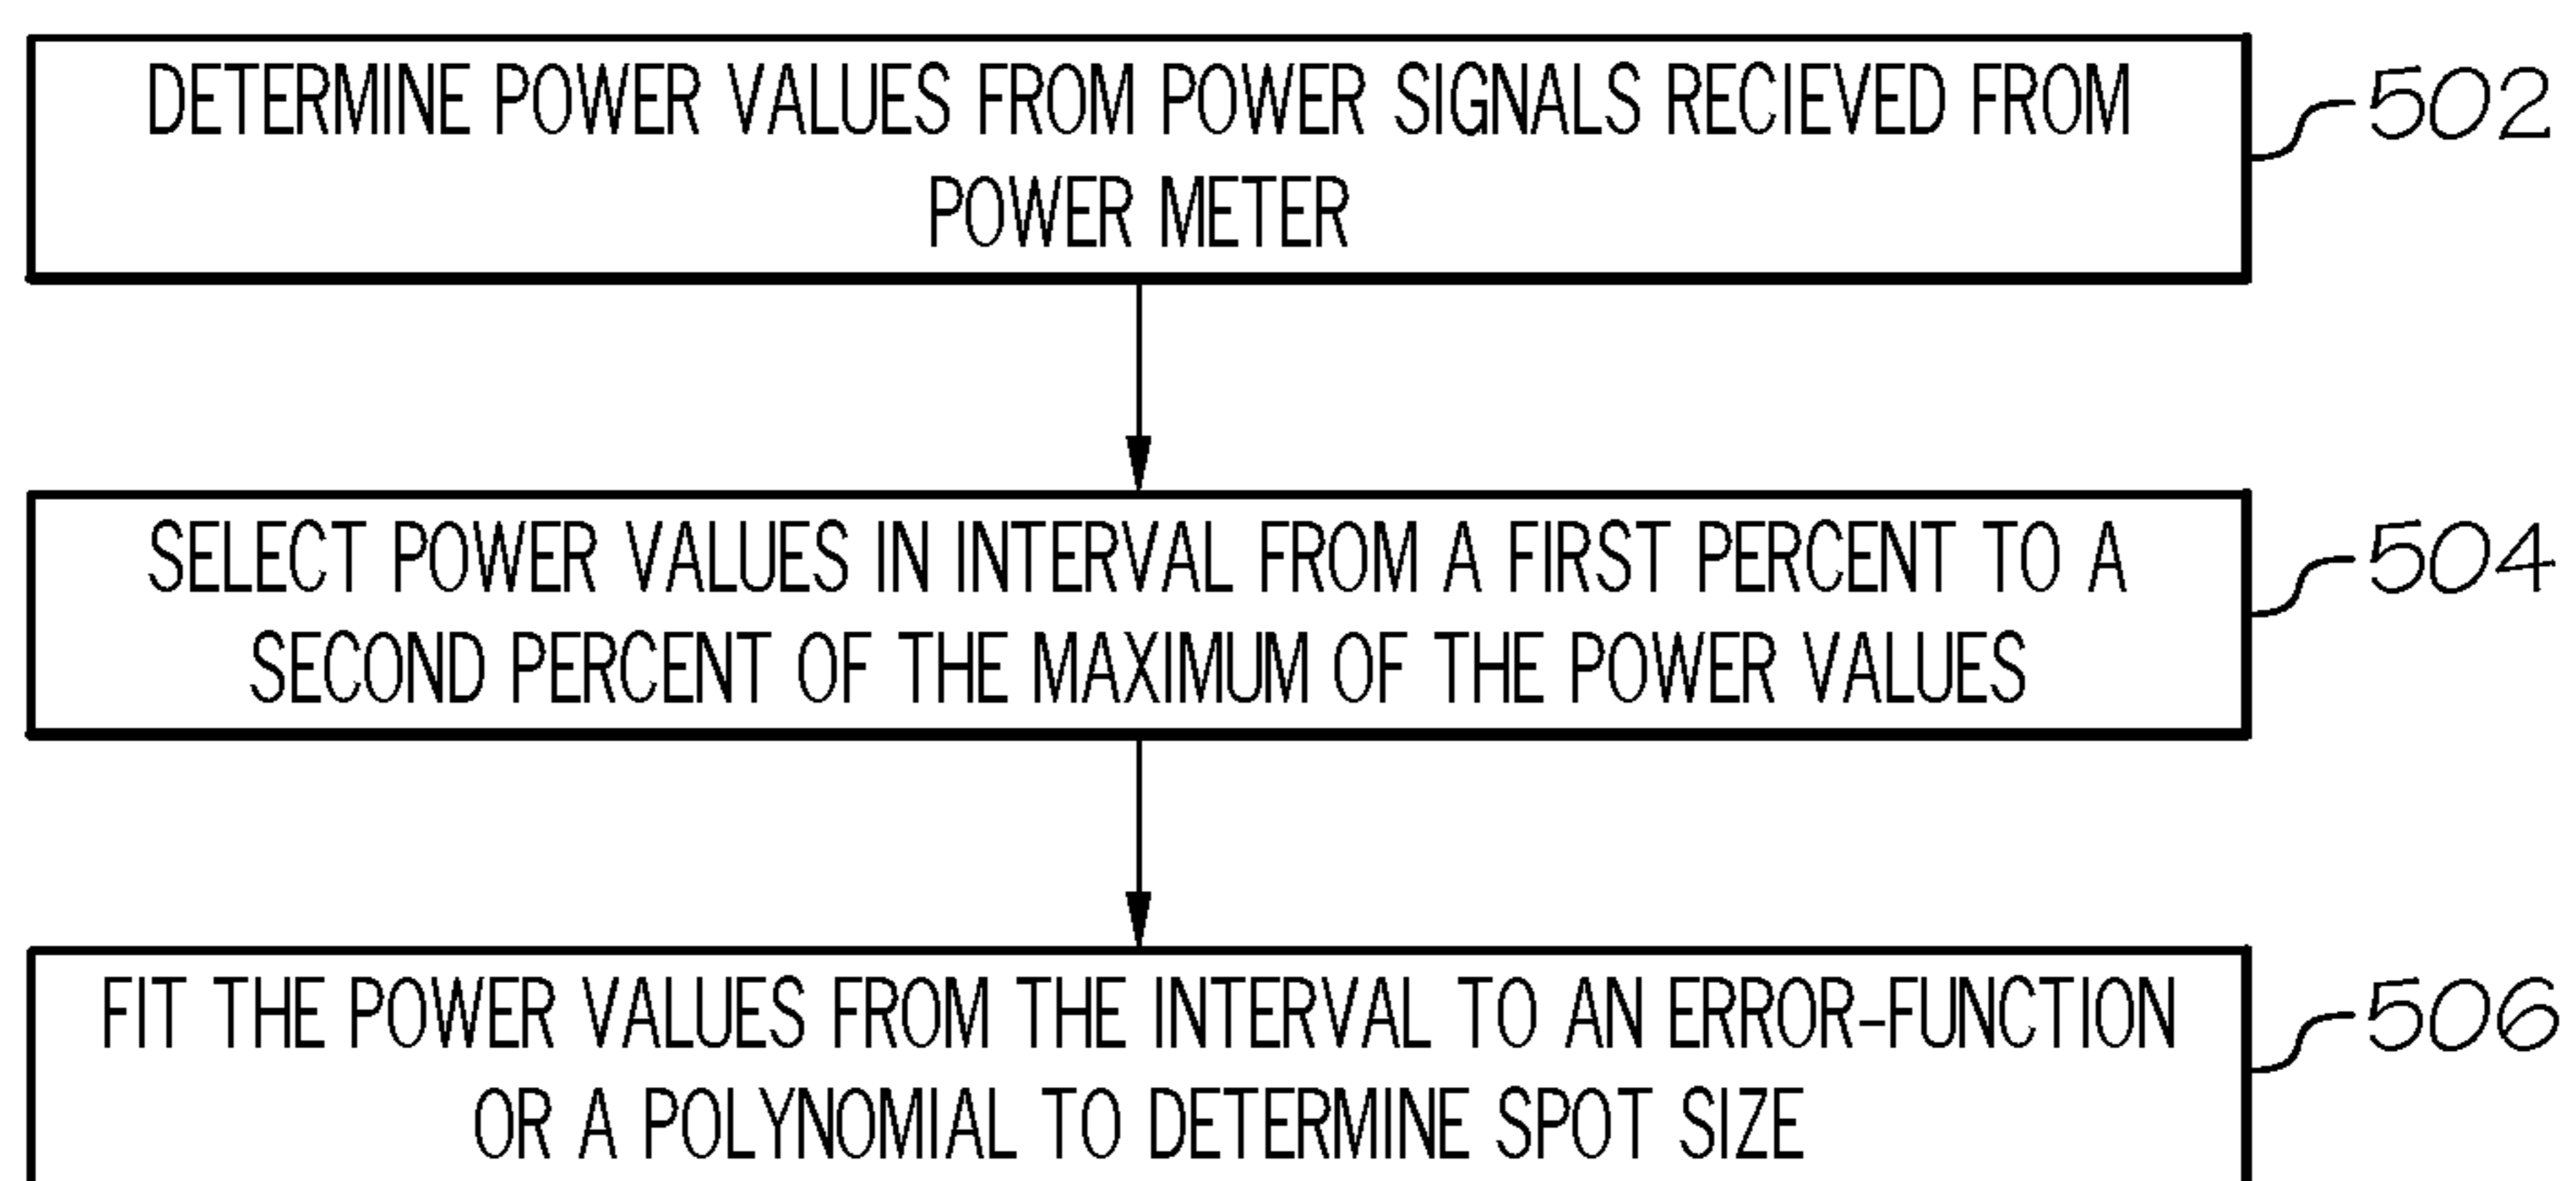 DETERMINE POWER VALUES FROM POWER SIGNALS RECIEVED FROM
POWER METER
502
SELECT POWER VALUES IN INTERVAL FROM A FIRST PERCENT TO A
SECOND PERCENT OF THE MAXIMUM OF THE POWER VALUES
504
FIT THE POWER VALUES FROM THE INTERVAL TO AN ERROR-FUNCTION
OR A POLYNOMIAL TO DETERMINE SPOT SIZE
506